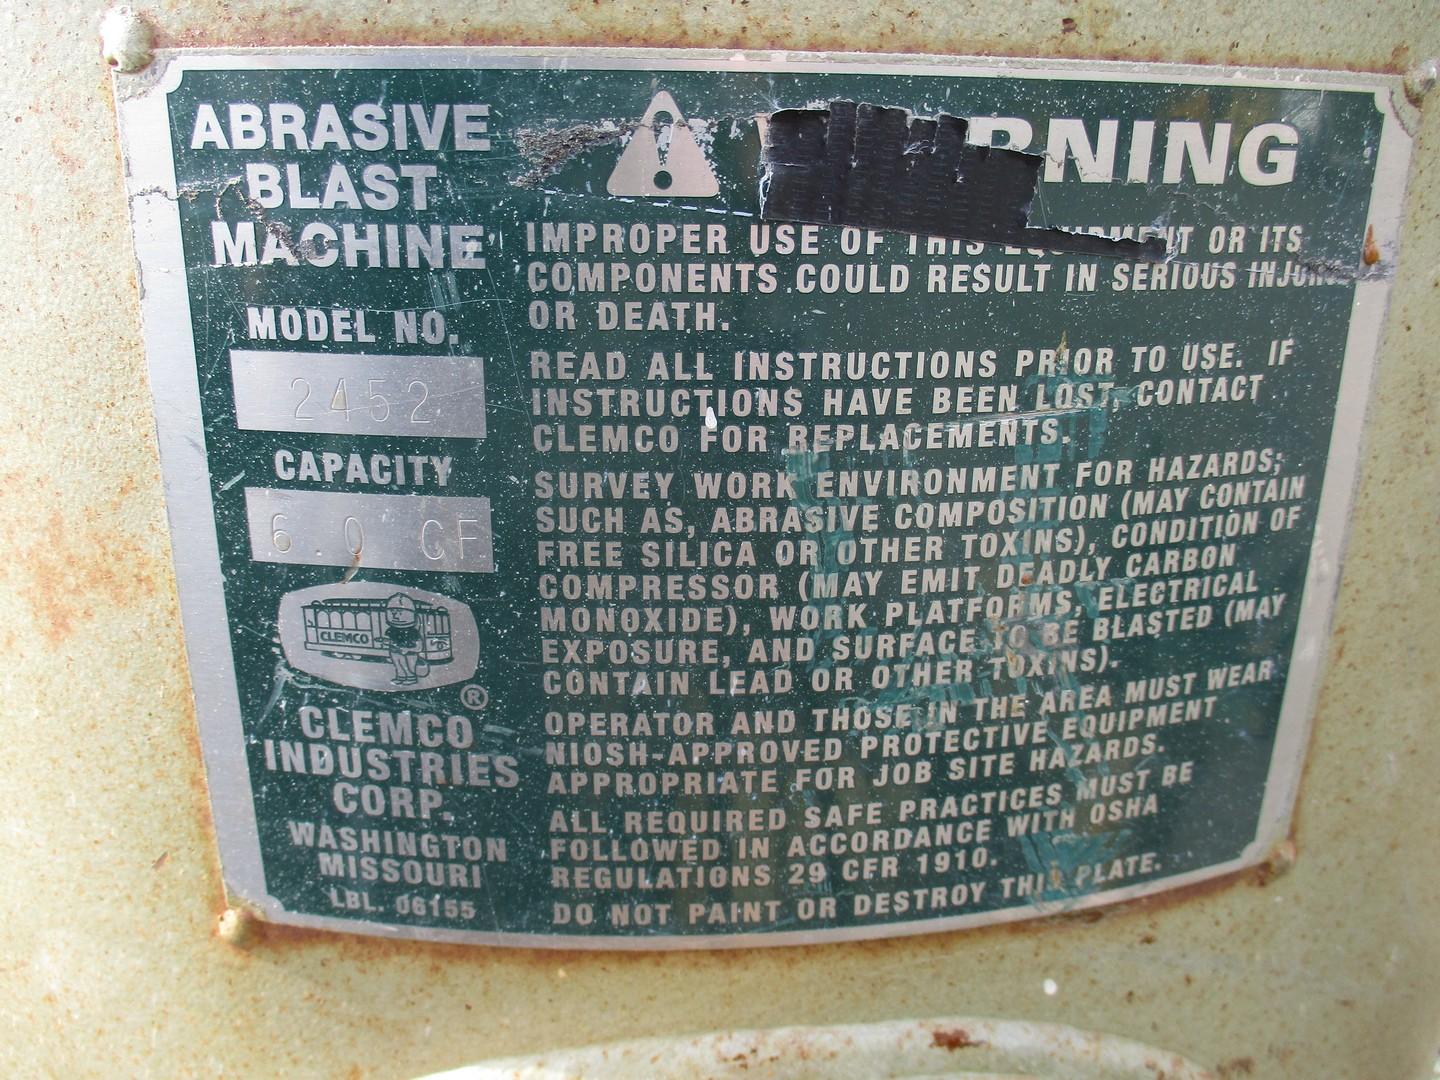 ABRASIVE
BLAST
MACHINE
MODEL NO.
2452
CAPACITY
6.0 CF
CLEMCO
®
CLEMCO
INDUSTRIES
CORP.
WASHINGTON
MISSOURI
LBL. 06155
WARNING
IMPROPER USE OF THIS EQUIPMENT OR ITS
COMPONENTS COULD RESULT IN SERIOUS INJURY
OR DEATH.
READ ALL INSTRUCTIONS PRIOR TO USE. IF
INSTRUCTIONS HAVE BEEN LOST, CONTACT
CLEMCO FOR REPLACEMENTS.
SURVEY WORK ENVIRONMENT FOR HAZARDS;
SUCH AS, ABRASIVE COMPOSITION (MAY CONTAIN
FREE SILICA OR OTHER TOXINS), CONDITION OF
COMPRESSOR (MAY EMIT DEADLY CARBON
MONOXIDE), WORK PLATFORMS, ELECTRICAL
EXPOSURE, AND SURFACE TO BE BLASTED (MAY
CONTAIN LEAD OR OTHER TOXINS).
OPERATOR AND THOSE IN THE AREA MUST WEAR
NIOSH-APPROVED PROTECTIVE EQUIPMENT
APPROPRIATE FOR JOB SITE HAZARDS.
ALL REQUIRED SAFE PRACTICES MUST BE
FOLLOWED IN ACCORDANCE WITH OSHA
REGULATIONS 29 CFR 1910.
DO NOT PAINT OR DESTROY THIS PLATE.